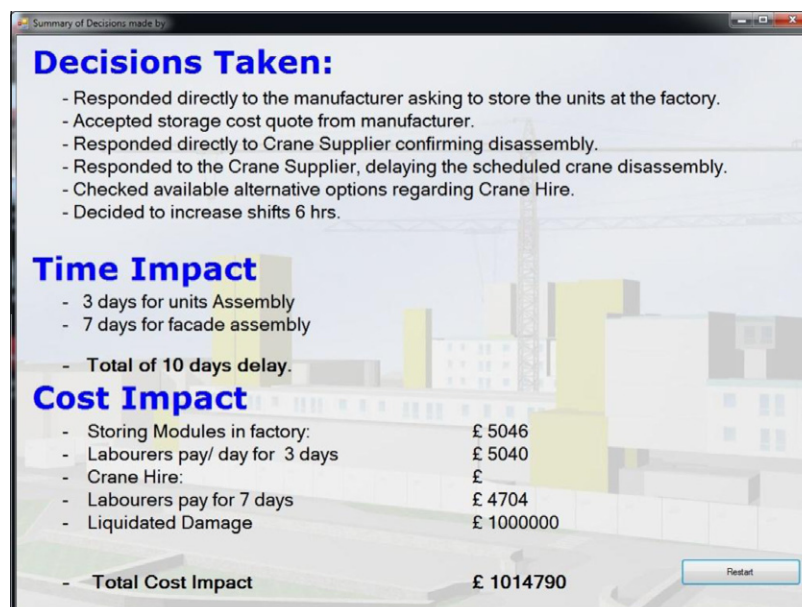 Summary of Decisions made by
Decisions Taken:
- Responded directly to the manufacturer asking to store the units at the factory.
- Accepted storage cost quote from manufacturer.
- Responded directly to Crane Supplier confirming disassembly.
- Responded to the Crane Supplier, delaying the scheduled crane disassembly.
- Checked available alternative options regarding Crane Hire.
- Decided to increase shifts 6 hrs.
Time Impact
- 3 days for units Assembly
- 7 days for facade assembly
- Total of 10 days delay.
Cost Impact
- Storing Modules in factory: £ 5046
- Labourers pay/ day for 3 days £ 5040
- Crane Hire: £
- Labourers pay for 7 days £ 4704
- Liquidated Damage £ 1000000
- Total Cost Impact £ 1014790
Restart